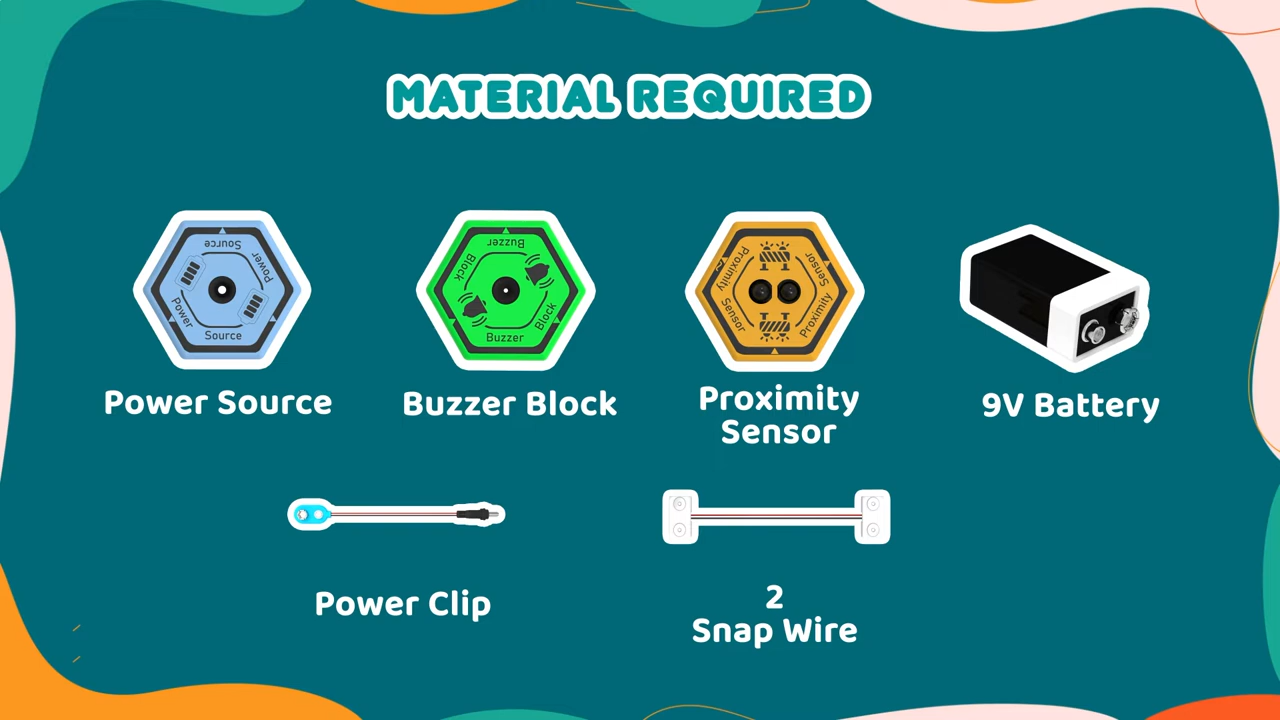 MATERIAL REQUIRED
Source
Power
Power
Source
Buzzer
Block
Block
Buzzer
Proximity
Sensor
Sensor
Proximity
Power Source
Buzzer Block
Proximity
Sensor
9V Battery
Power Clip
2
Snap Wire